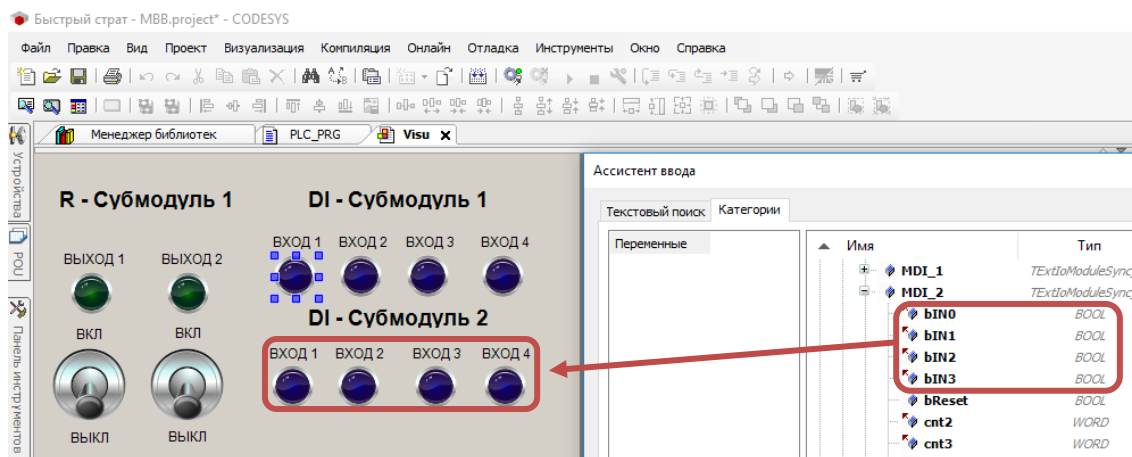 Быстрый страт - MBB.project* - CODESYS
Файл Правка Вид Проект Визуализация Компиляция Онлайн Отладка Инструменты Окно Справка
Менеджер библиотек PLC_PRG Visu
Устройства
POU
Панель инструментов
R - Субмодуль 1 DI - Субмодуль 1
ВХОД 1 ВХОД 2 ВХОД 3 ВХОД 4
ВЫХОД 1 ВЫХОД 2
DI - Субмодуль 2
ВКЛ ВКЛ
ВХОД 1 ВХОД 2 ВХОД 3 ВХОД 4
ВЫКЛ ВЫКЛ
Ассистент ввода
Текстовый поиск Категории
Переменные
Имя Тип
MDI_1 TExtIoModuleSync
MDI_2 TExtIoModuleSync
bIN0 BOOL
bIN1 BOOL
bIN2 BOOL
bIN3 BOOL
bReset BOOL
cnt2 WORD
cnt3 WORD